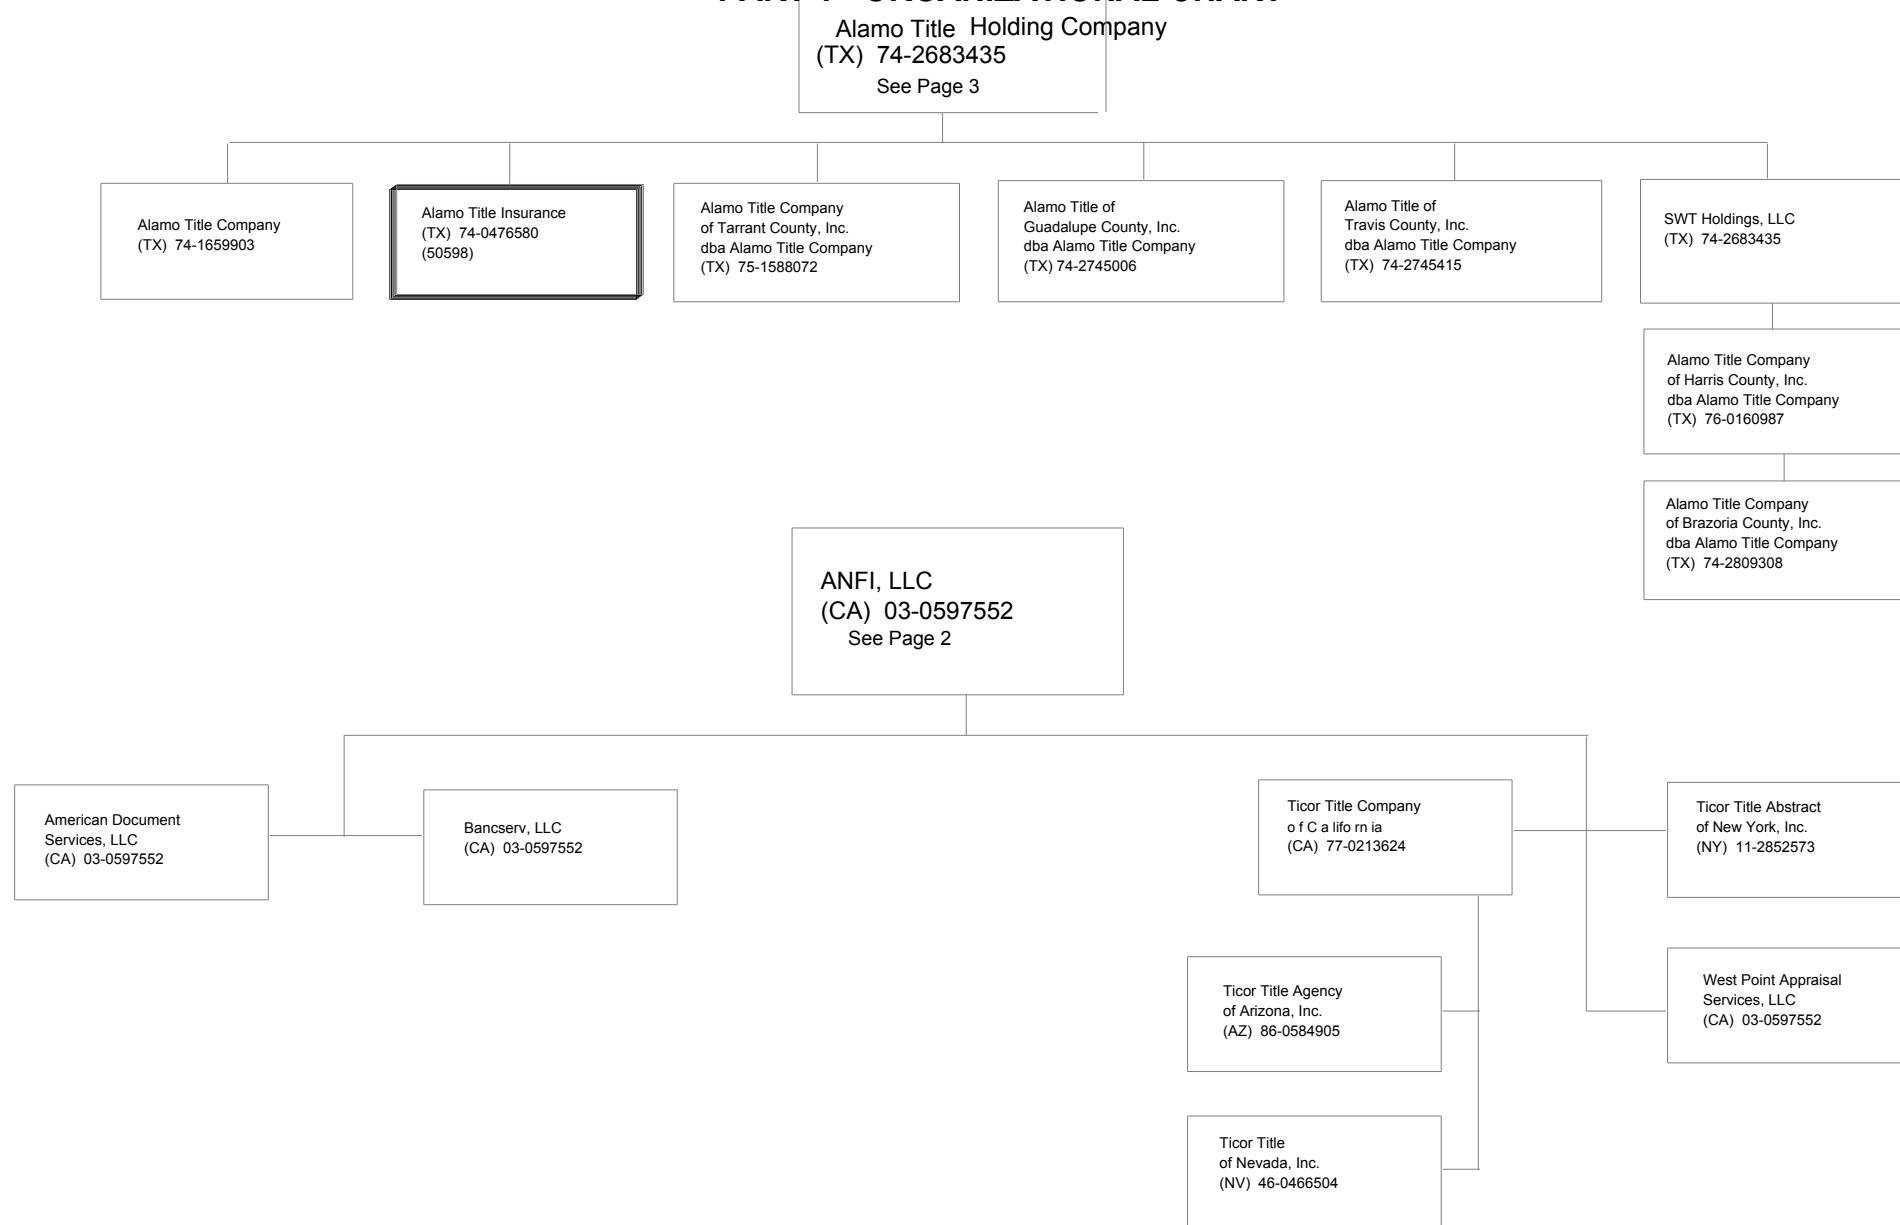 Alamo Title Holding Company
(TX) 74-2683435
See Page 3
Alamo Title Company
(TX) 74-1659903
Alamo Title Insurance
(TX) 74-0476580
(50598)
Alamo Title Company
of Tarrant County, Inc.
dba Alamo Title Company
(TX) 75-1588072
Alamo Title of
Guadalupe County, Inc.
dba Alamo Title Company
(TX) 74-2745006
Alamo Title of
Travis County, Inc.
dba Alamo Title Company
(TX) 74-2745415
SWT Holdings, LLC
(TX) 74-2683435
Alamo Title Company
of Harris County, Inc.
dba Alamo Title Company
(TX) 76-0160987
Alamo Title Company
of Brazoria County, Inc.
dba Alamo Title Company
(TX) 74-2809308
ANFI, LLC
(CA) 03-0597552
See Page 2
American Document
Services, LLC
(CA) 03-0597552
Bancserv, LLC
(CA) 03-0597552
Ticor Title Company
o f C a lifo rn ia
(CA) 77-0213624
Ticor Title Abstract
of New York, Inc.
(NY) 11-2852573
Ticor Title Agency
of Arizona, Inc.
(AZ) 86-0584905
West Point Appraisal
Services, LLC
(CA) 03-0597552
Ticor Title
of Nevada, Inc.
(NV) 46-0466504